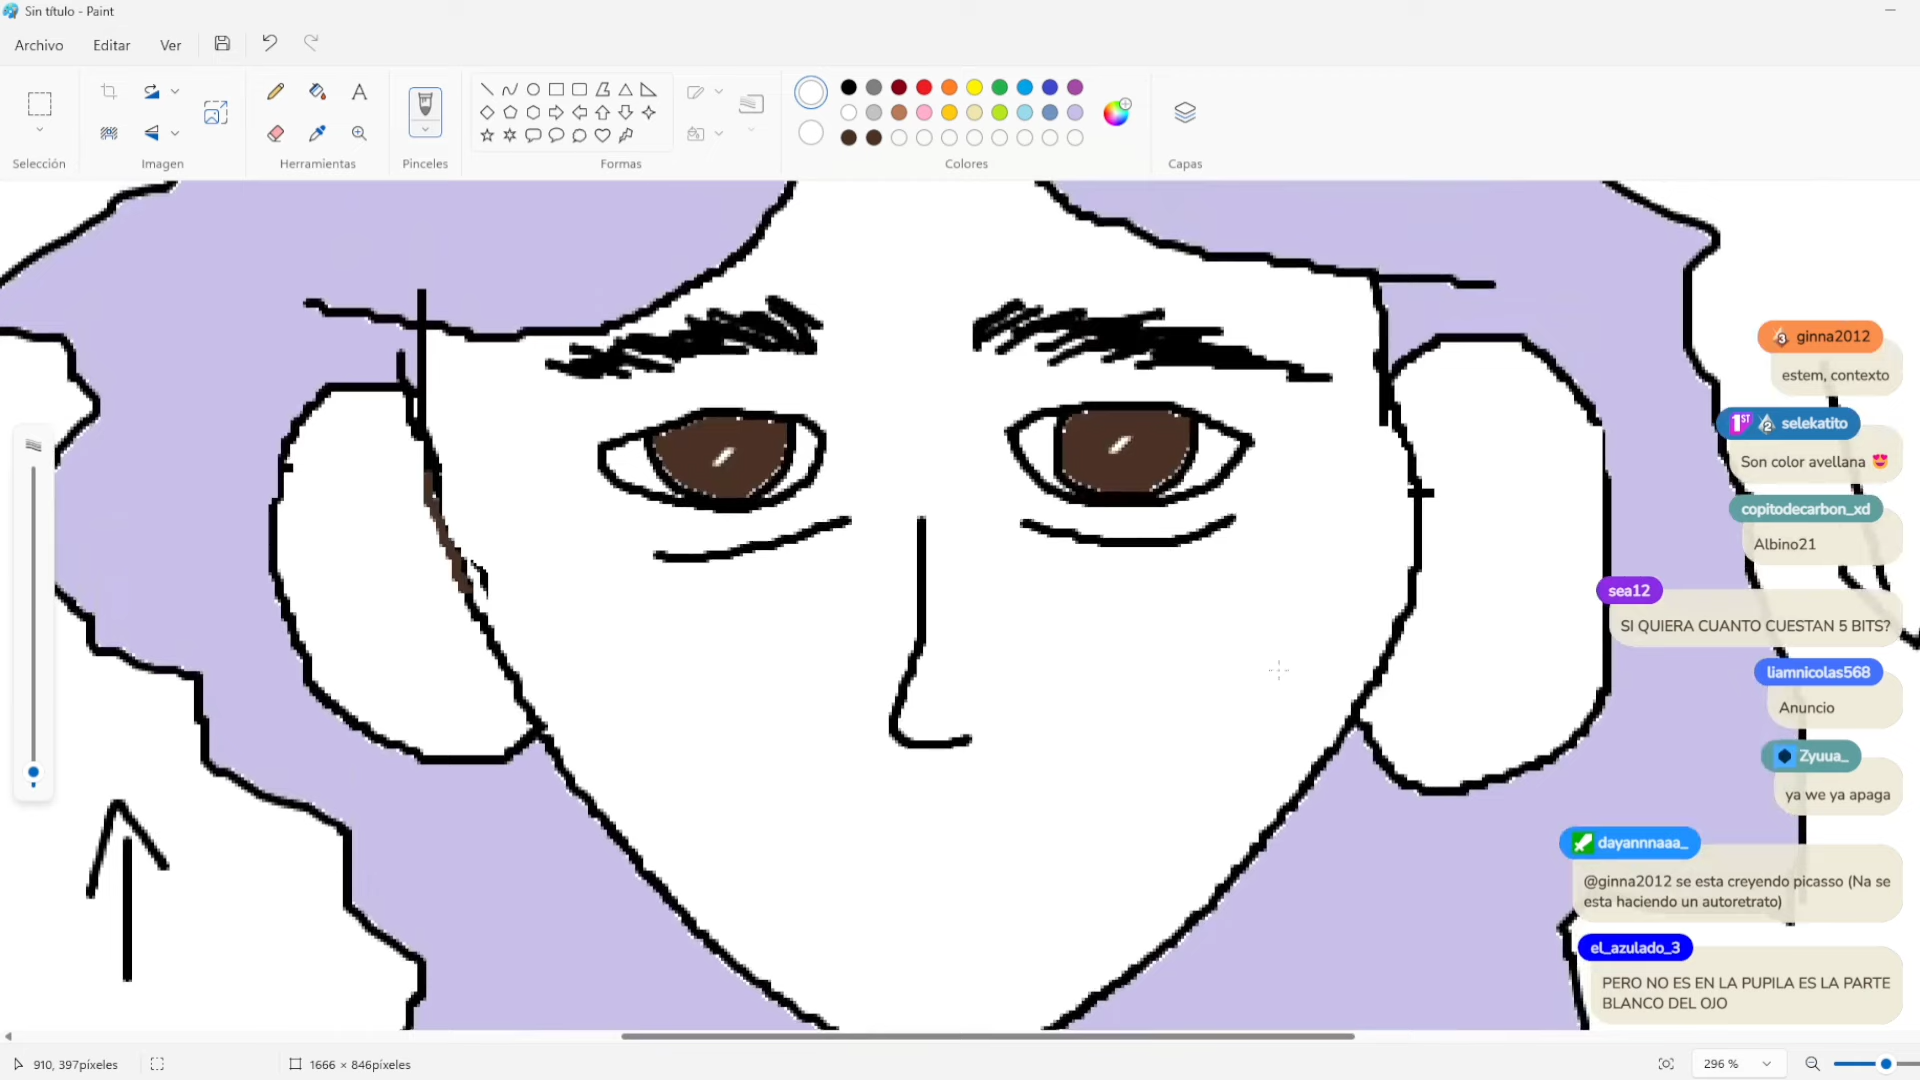 Sin título - Paint
Archivo Editar Ver
Selección Imagen Herramientas Pinceles Formas Colores Capas
3 ginna2012
estem, contexto
1ST 2 selekatito
Son color avellana 😍
copitodecarbon_xd
Albino21
sea12
SI QUIERA CUANTO CUESTAN 5 BITS?
liamnicolas568
Anuncio
Zyuua_
ya we ya apaga
dayannnaaa_
@ginna2012 se esta creyendo picasso (Na se
esta haciendo un autoretrato)
el_azulado_3
PERO NO ES EN LA PUPILA ES LA PARTE
BLANCO DEL OJO
910, 397píxeles 1666 × 846píxeles 296 %